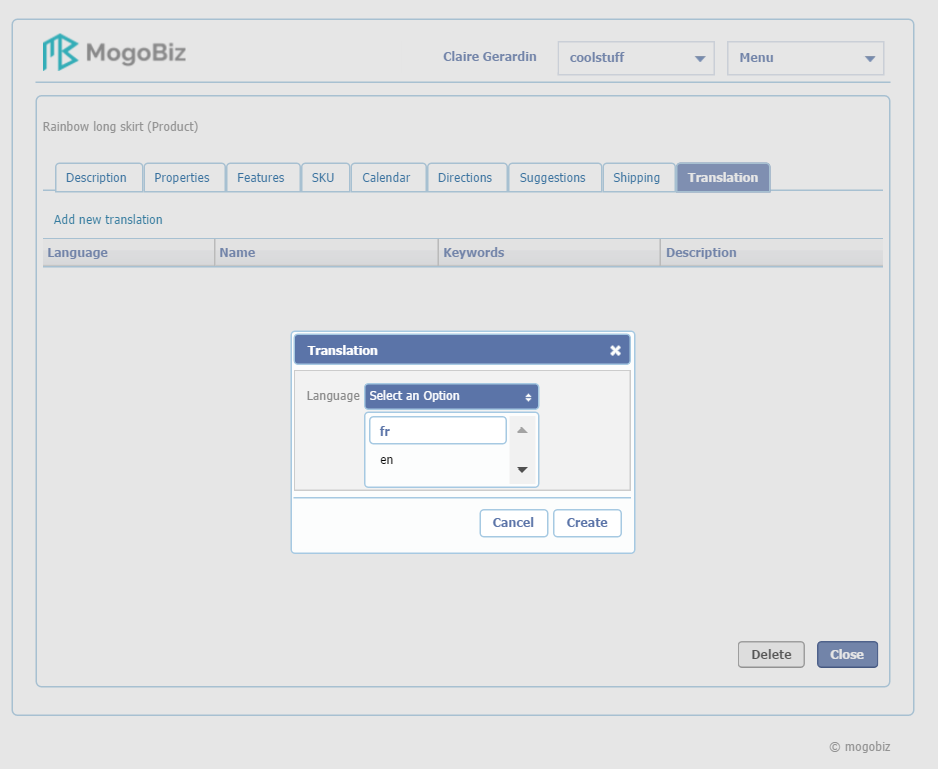 MogoBiz
Claire Gerardin coolstuff Menu
Rainbow long skirt (Product)
Description Properties Features SKU Calendar Directions Suggestions Shipping Translation
Add new translation
Language Name Keywords Description
Translation
Language Select an Option
fr
en
Cancel Create
Delete Close
© mogobiz